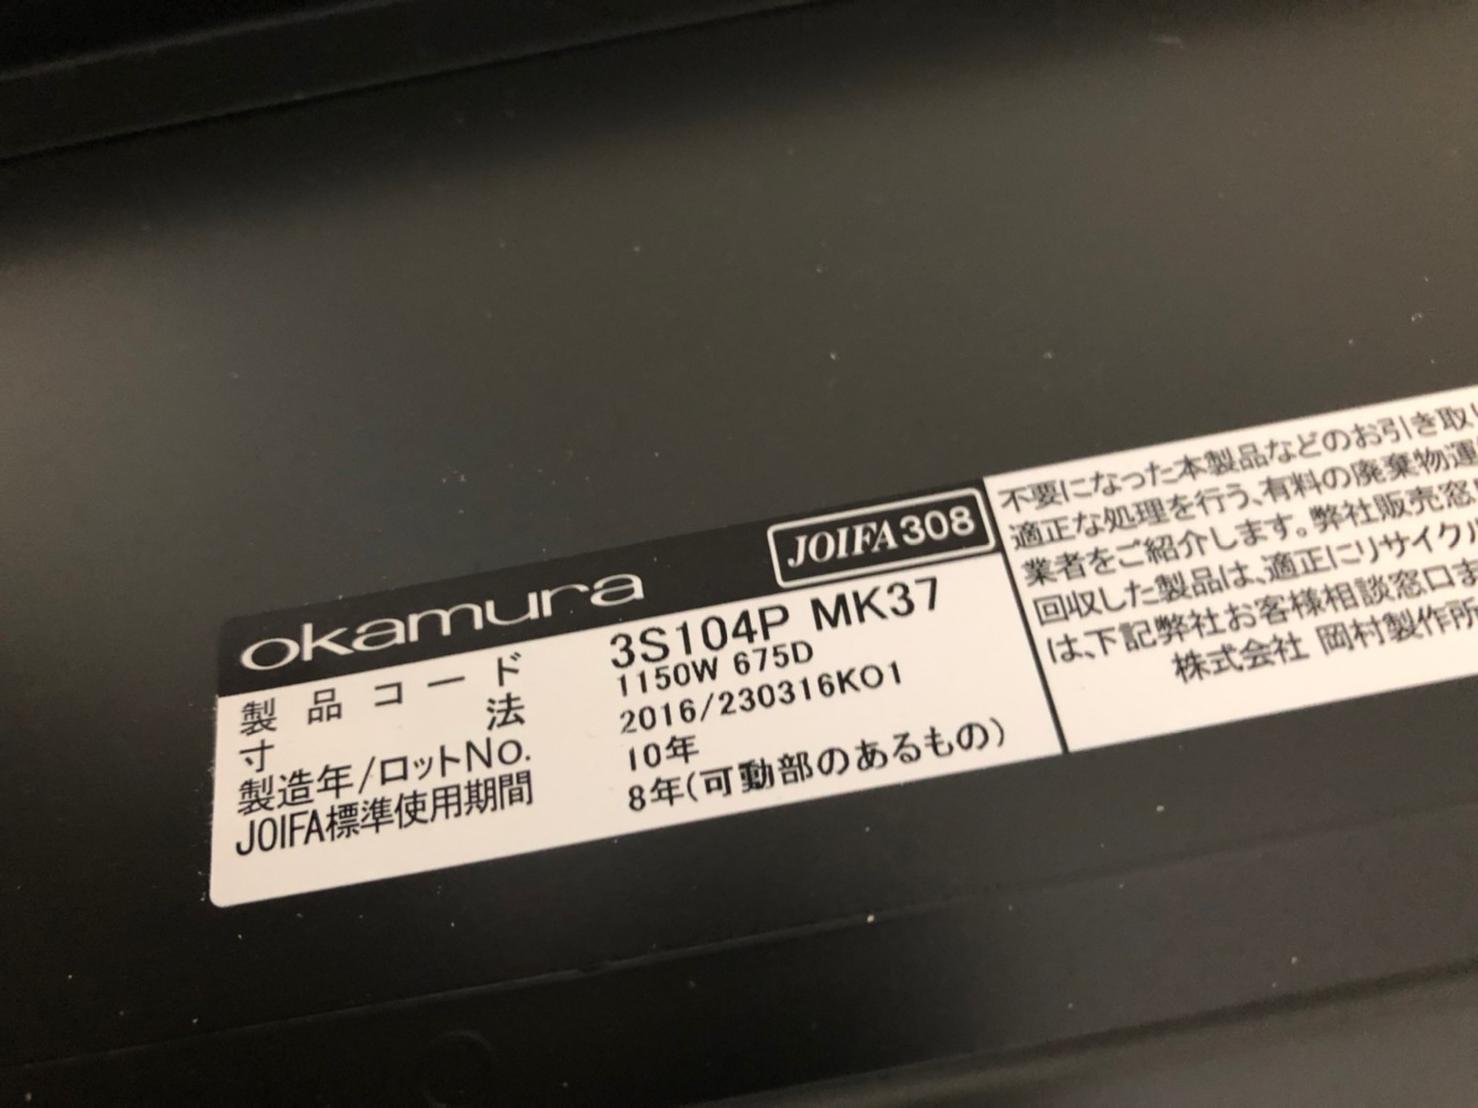 okamura JOIFA308
製品コード 3S104P MK37
寸法 1150W 675D
製造年/ロットNo. 2016/230316K01
JOIFA標準使用期間 10年
8年(可動部のあるもの)
不要になった本製品などのお引き取り
適正な処理を行う、有料の廃棄物運
業者をご紹介します。弊社販売窓
回収した製品は、適正にリサイクル
は、下記弊社お客様相談窓口ま
株式会社 岡村製作所